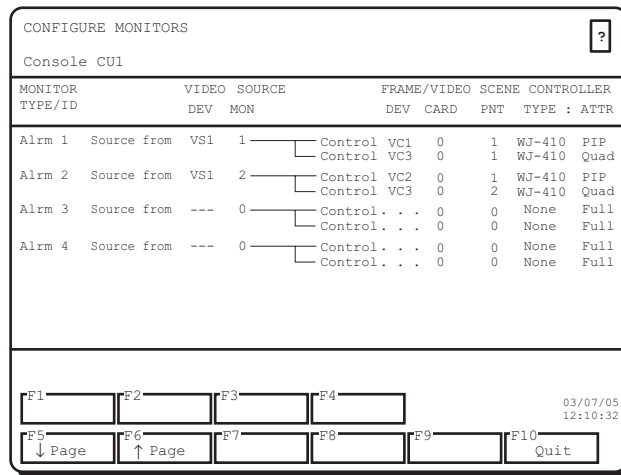 CONFIGURE MONITORS
?
Console CU1
MONITOR VIDEO SOURCE FRAME/VIDEO SCENE CONTROLLER
TYPE/ID DEV MON DEV CARD PNT TYPE : ATTR
Alrm 1 Source from VS1 1 Control VC1 0 1 WJ-410 PIP
Control VC3 0 1 WJ-410 Quad
Alrm 2 Source from VS1 2 Control VC2 0 1 WJ-410 PIP
Control VC3 0 2 WJ-410 Quad
Alrm 3 Source from --- 0 Control. . . 0 0 None Full
Control. . . 0 0 None Full
Alrm 4 Source from --- 0 Control. . . 0 0 None Full
Control. . . 0 0 None Full
F1 F2 F3 F4
03/07/05
12:10:32
F5 F6 F7 F8 F9 F10
↓ Page ↑ Page Quit